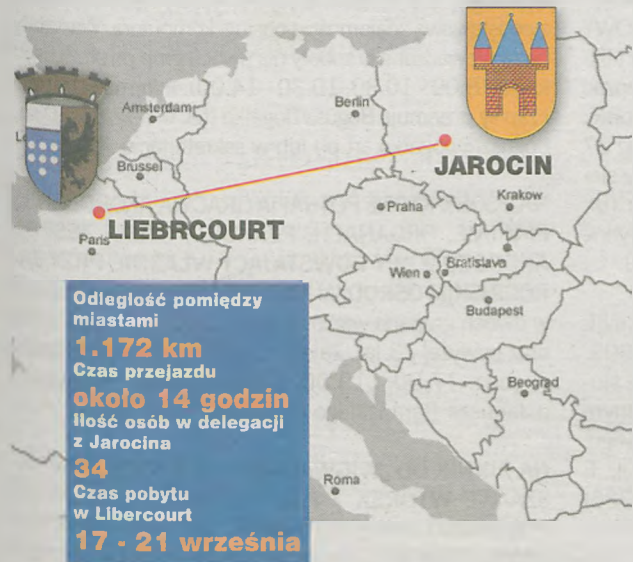 Amsterdam
Berlin
Brussel
JAROCIN
Praha
Krakow
LIEBRCOURT
Paris
Wien
Bratislava
Budapest
Beograd
Roma
Odległość pomiędzy
miastami
1.172 km
Czas przejazdu
około 14 godzin
Ilość osób w delegacji
z Jarocina
34
Czas pobytu
w Libercourt
17 - 21 września